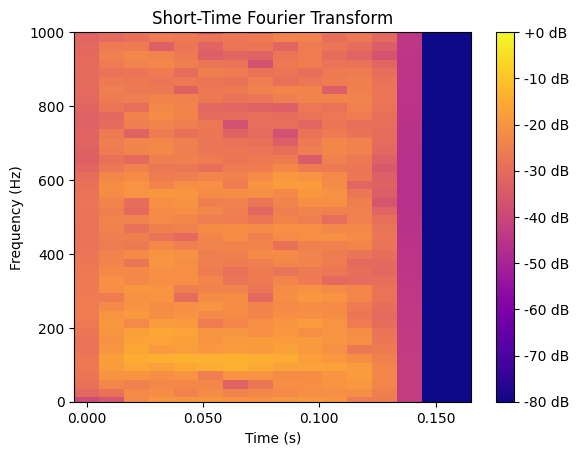 Short-Time Fourier Transform
1000
800
600
400
200
0
Frequency (Hz)
0.000
0.050
0.100
0.150
Time (s)
+0 dB
-10 dB
-20 dB
-30 dB
-40 dB
-50 dB
-60 dB
-70 dB
-80 dB